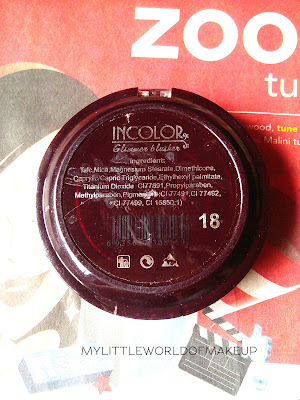 ZOO
tu
wood, tune
Malini tu
INCOLOR
Glimmer blusher
Ingredient:
Talc,Mica,Magnesium Stearate,Dimethicone,
Caprylic/Capric Triglyceride,Ethylhexyl palmitate,
Titanium Dioxide CI77891,Propylparaben,
Methylparaben,Pigment(CI 77491,CI 77492,
CI 77499, CI 15850:1)
18
MYLITTLEWORLDOFMAKEUP